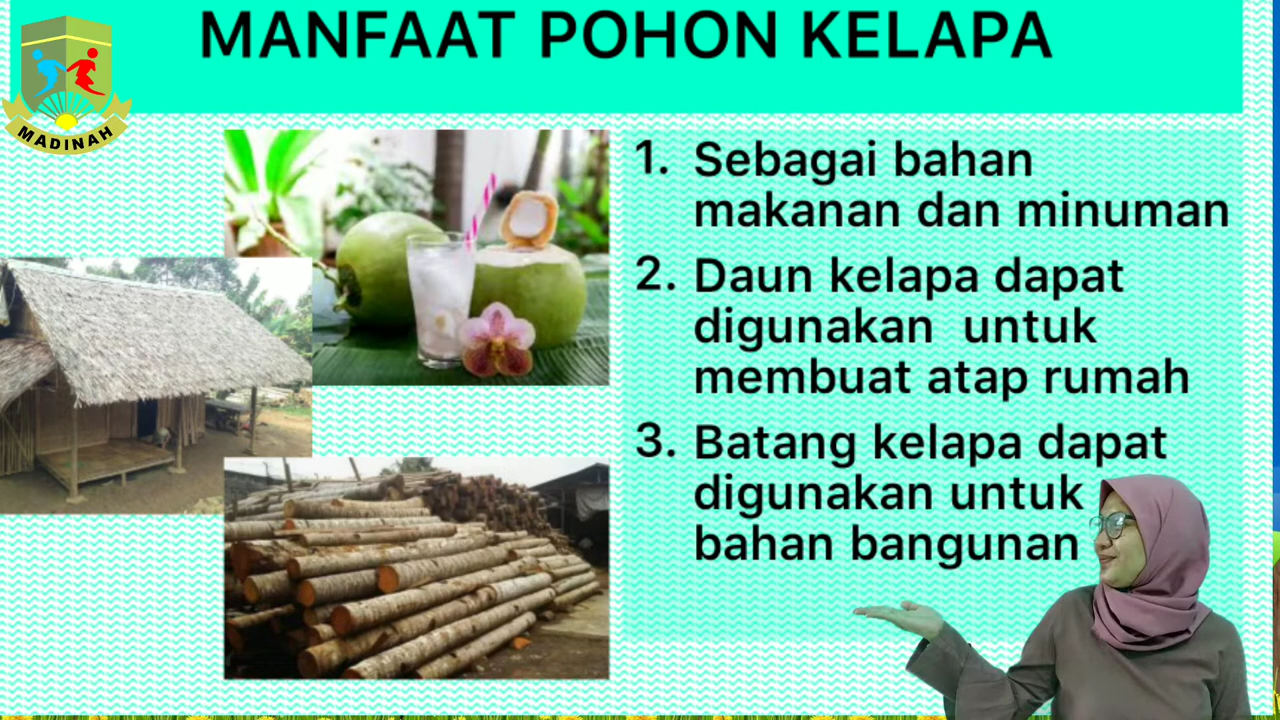 MANFAAT POHON KELAPA
MADINAH
1. Sebagai bahan
makanan dan minuman
2. Daun kelapa dapat
digunakan untuk
membuat atap rumah
3. Batang kelapa dapat
digunakan untuk
bahan bangunan